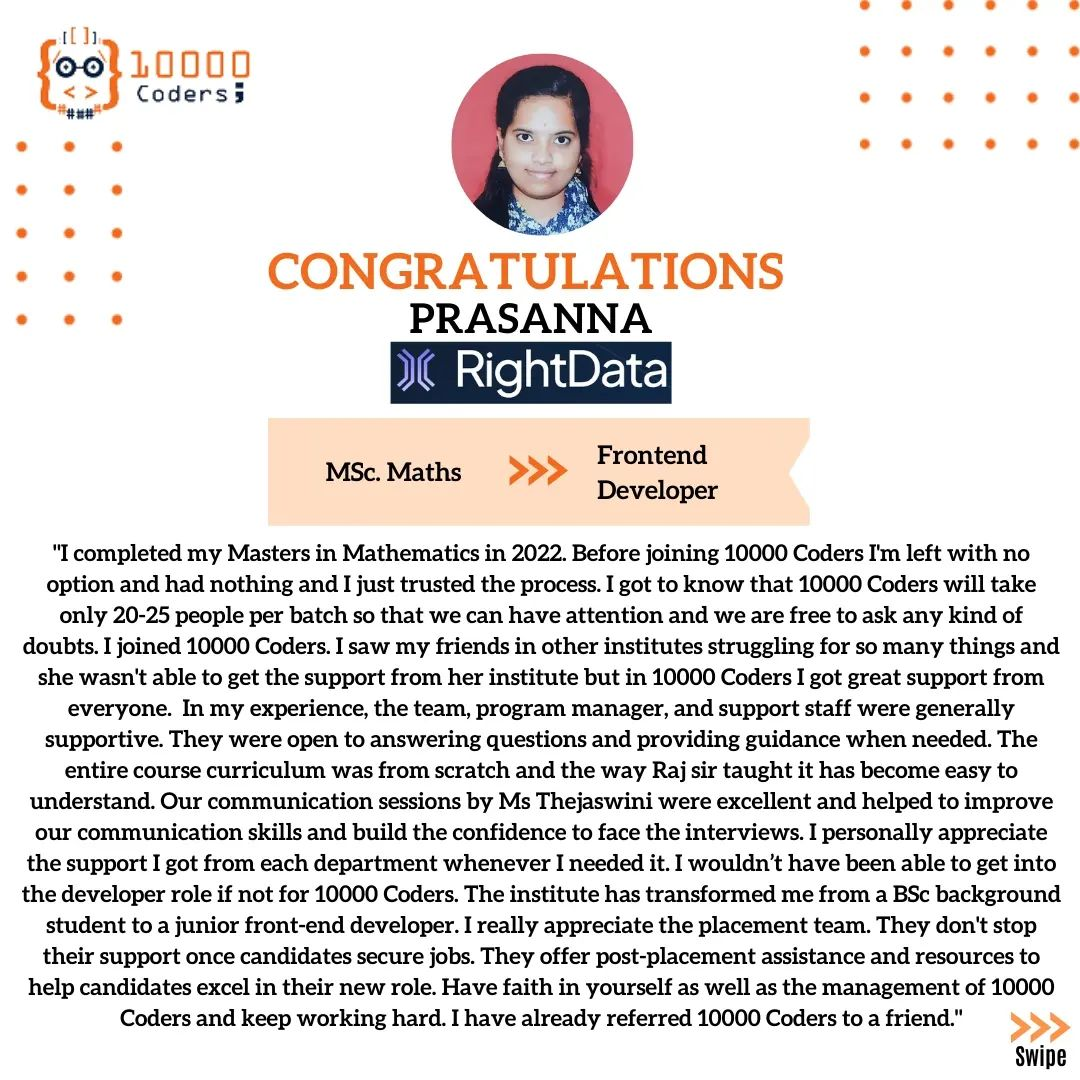 10000
Coders;
CONGRATULATIONS
PRASANNA
RightData
MSc. Maths
Frontend
Developer
"I completed my Masters in Mathematics in 2022. Before joining 10000 Coders I'm left with no
option and had nothing and I just trusted the process. I got to know that 10000 Coders will take
only 20-25 people per batch so that we can have attention and we are free to ask any kind of
doubts. I joined 10000 Coders. I saw my friends in other institutes struggling for so many things and
she wasn't able to get the support from her institute but in 10000 Coders I got great support from
everyone.  In my experience, the team, program manager, and support staff were generally
supportive. They were open to answering questions and providing guidance when needed. The
entire course curriculum was from scratch and the way Raj sir taught it has become easy to
understand. Our communication sessions by Ms Thejaswini were excellent and helped to improve
our communication skills and build the confidence to face the interviews. I personally appreciate
the support I got from each department whenever I needed it. I wouldn’t have been able to get into
the developer role if not for 10000 Coders. The institute has transformed me from a BSc background
student to a junior front-end developer. I really appreciate the placement team. They don't stop
their support once candidates secure jobs. They offer post-placement assistance and resources to
help candidates excel in their new role. Have faith in yourself as well as the management of 10000
Coders and keep working hard. I have already referred 10000 Coders to a friend."
Swipe